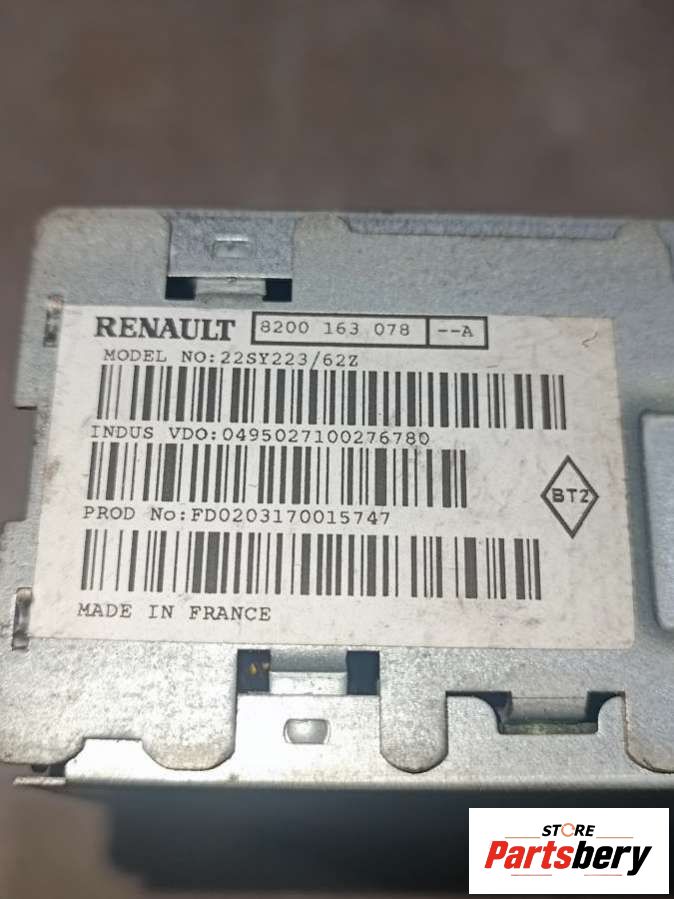 RENAULT 8200 163 078 --A
MODEL NO:22SY223/62Z
INDUS VDO:0495027100276780
BTZ
PROD No:FD0203170015747
MADE IN FRANCE
STORE
Partsbery